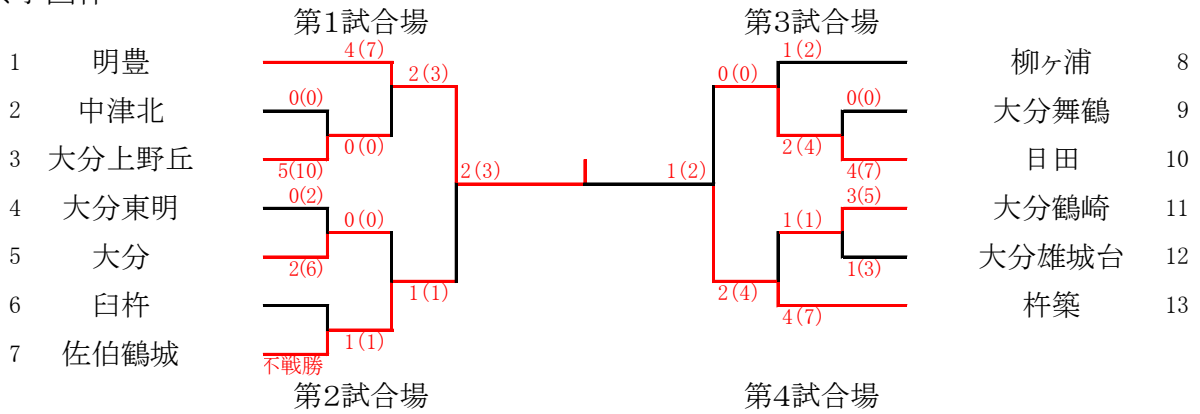 第1試合場
第3試合場
1 明豊 4(7)
2(3)
2 中津北 0(0)
0(0)
3 大分上野丘 5(10)
2(3)
4 大分東明 0(2)
0(0)
5 大分 2(6)
1(1)
6 臼杵
1(1)
7 佐伯鶴城 不戦勝
1(2) 柳ヶ浦 8
0(0)
0(0) 大分舞鶴 9
2(4)
4(7) 日田 10
1(2)
3(5) 大分鶴崎 11
1(1)
1(3) 大分雄城台 12
2(4)
4(7) 杵築 13
第2試合場
第4試合場